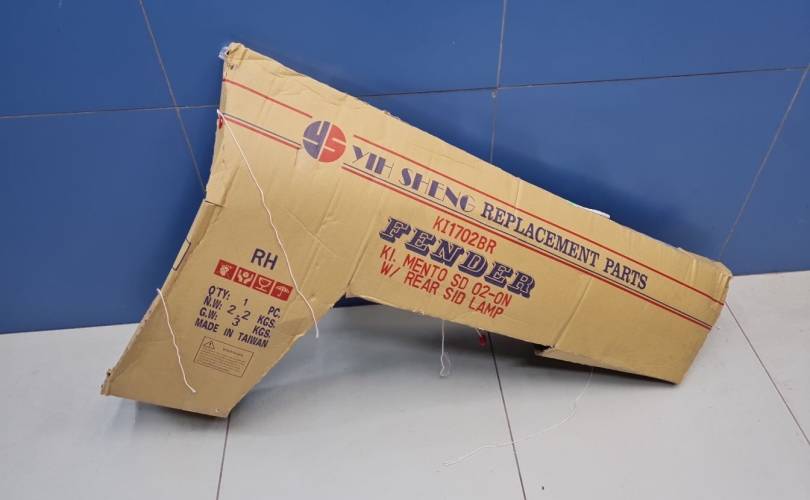 YS YIH SHENG REPLACEMENT PARTS
KI1702BR
FENDER
KI. MENTO SD 02-ON
W/ REAR SID LAMP
RH
QTY: 1 PC.
N.W: 2.2 KGS.
G.W: 3 KGS.
MADE IN TAIWAN